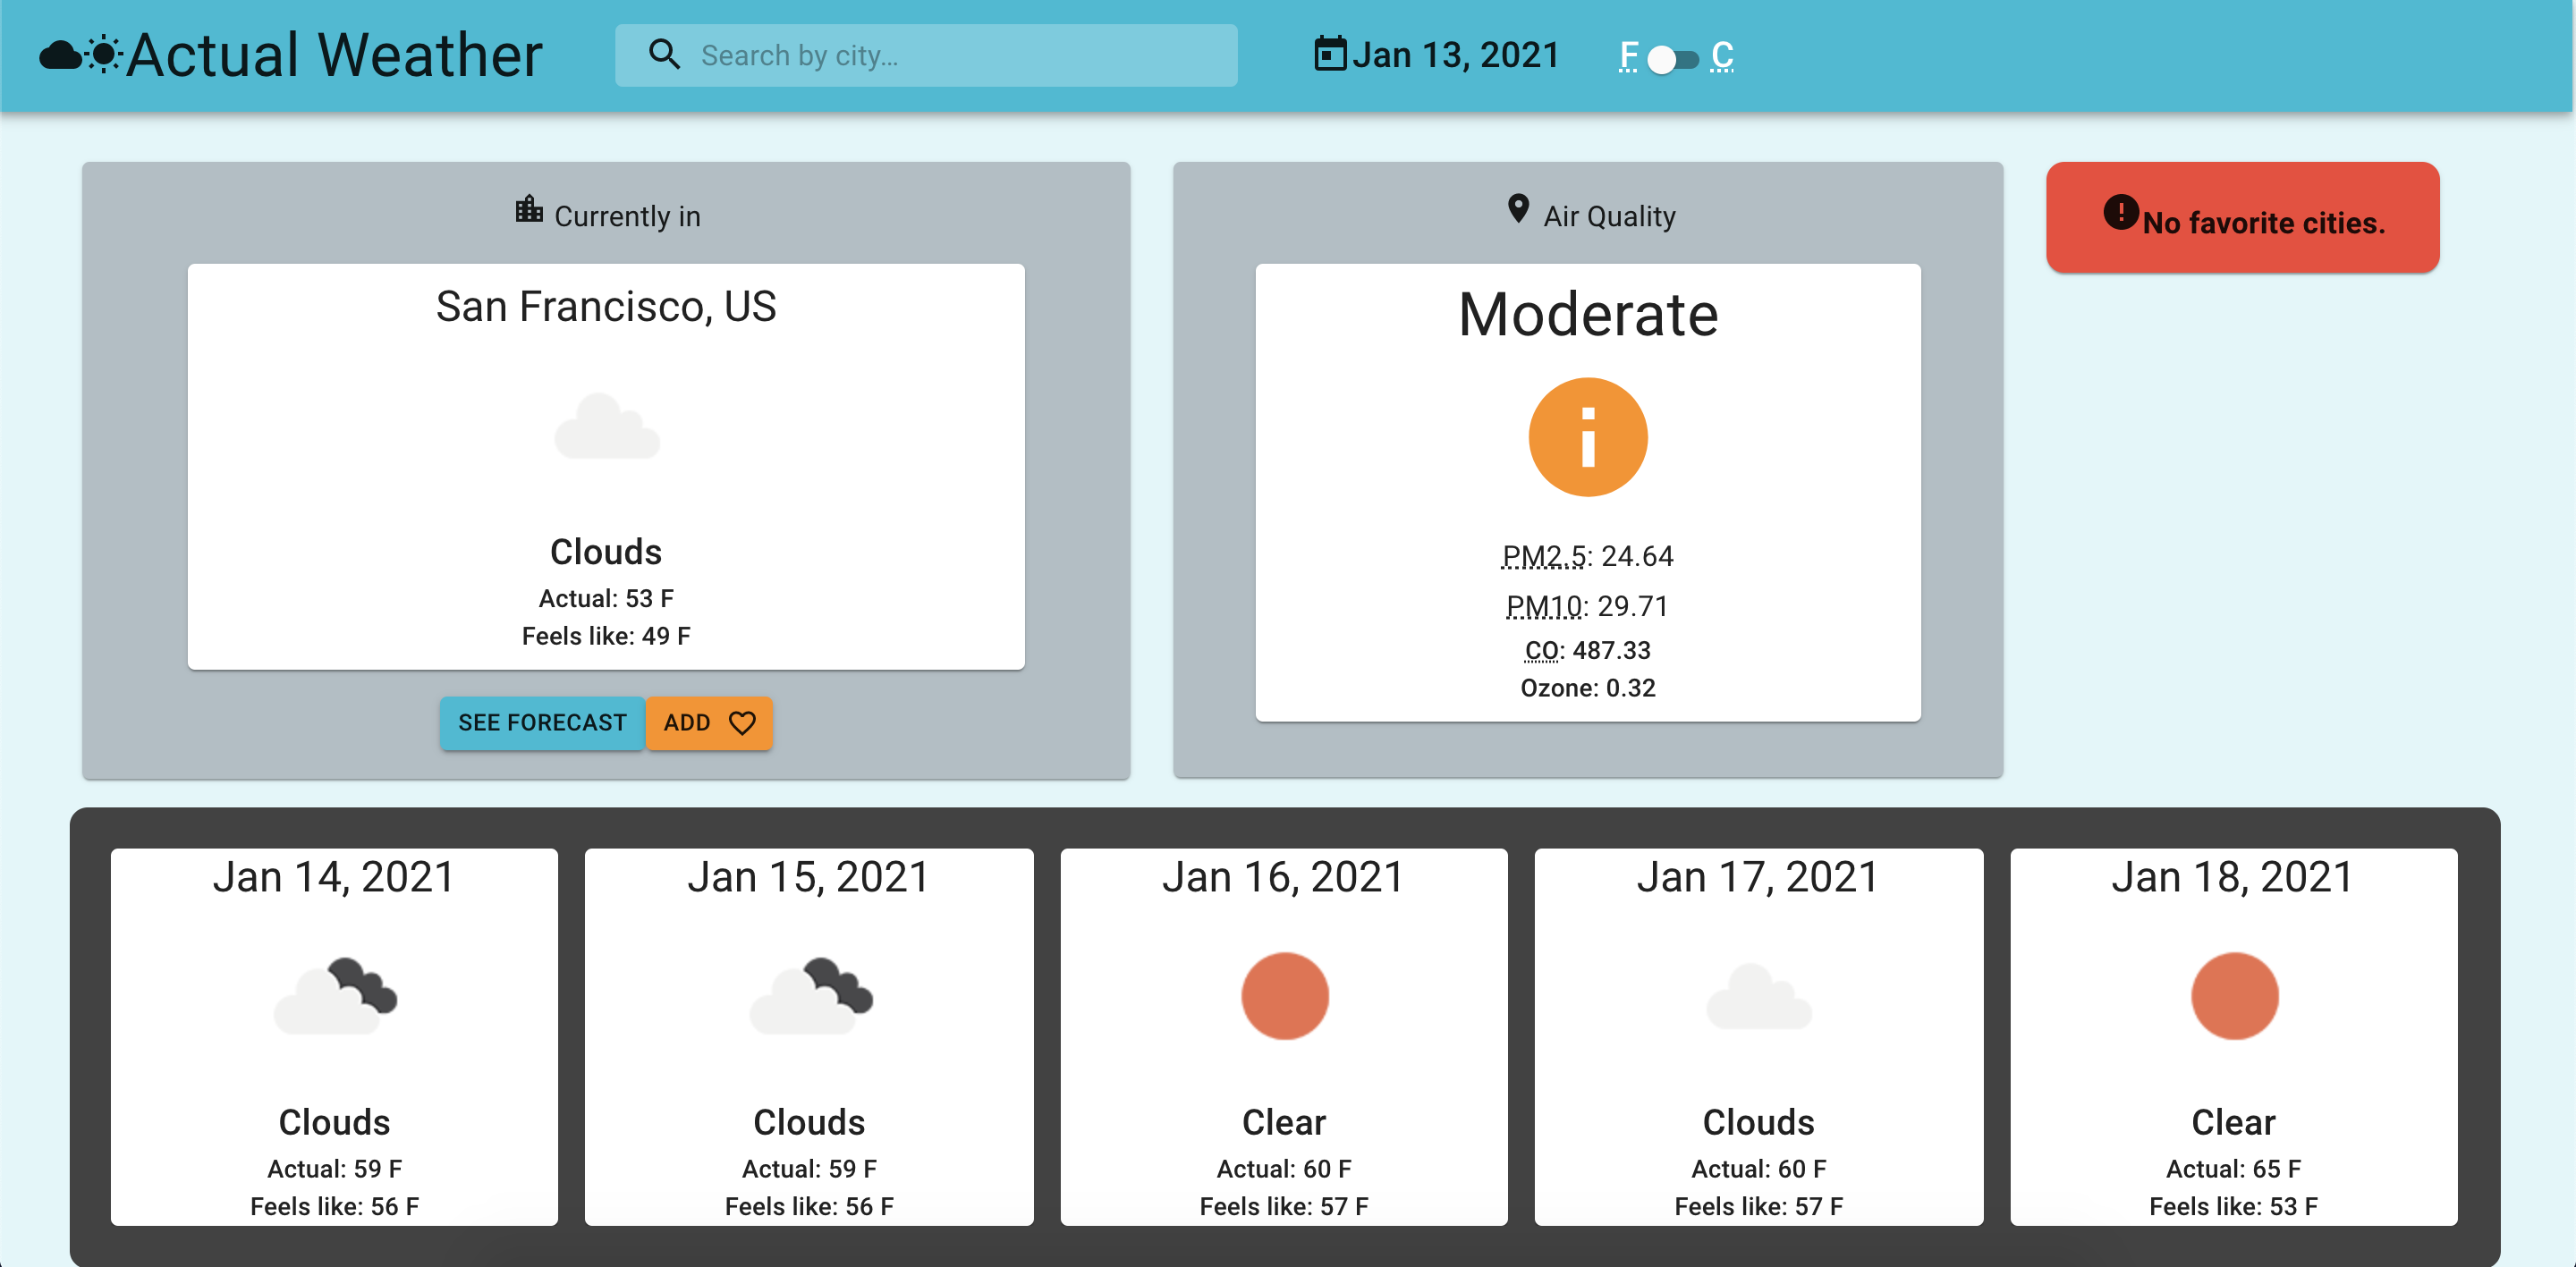 Actual Weather
Search by city...
Jan 13, 2021
F C
Currently in
San Francisco, US
Clouds
Actual: 53 F
Feels like: 49 F
SEE FORECAST
ADD
Air Quality
Moderate
PM2.5: 24.64
PM10: 29.71
CO: 487.33
Ozone: 0.32
No favorite cities.
Jan 14, 2021
Clouds
Actual: 59 F
Feels like: 56 F
Jan 15, 2021
Clouds
Actual: 59 F
Feels like: 56 F
Jan 16, 2021
Clear
Actual: 60 F
Feels like: 57 F
Jan 17, 2021
Clouds
Actual: 60 F
Feels like: 57 F
Jan 18, 2021
Clear
Actual: 65 F
Feels like: 53 F